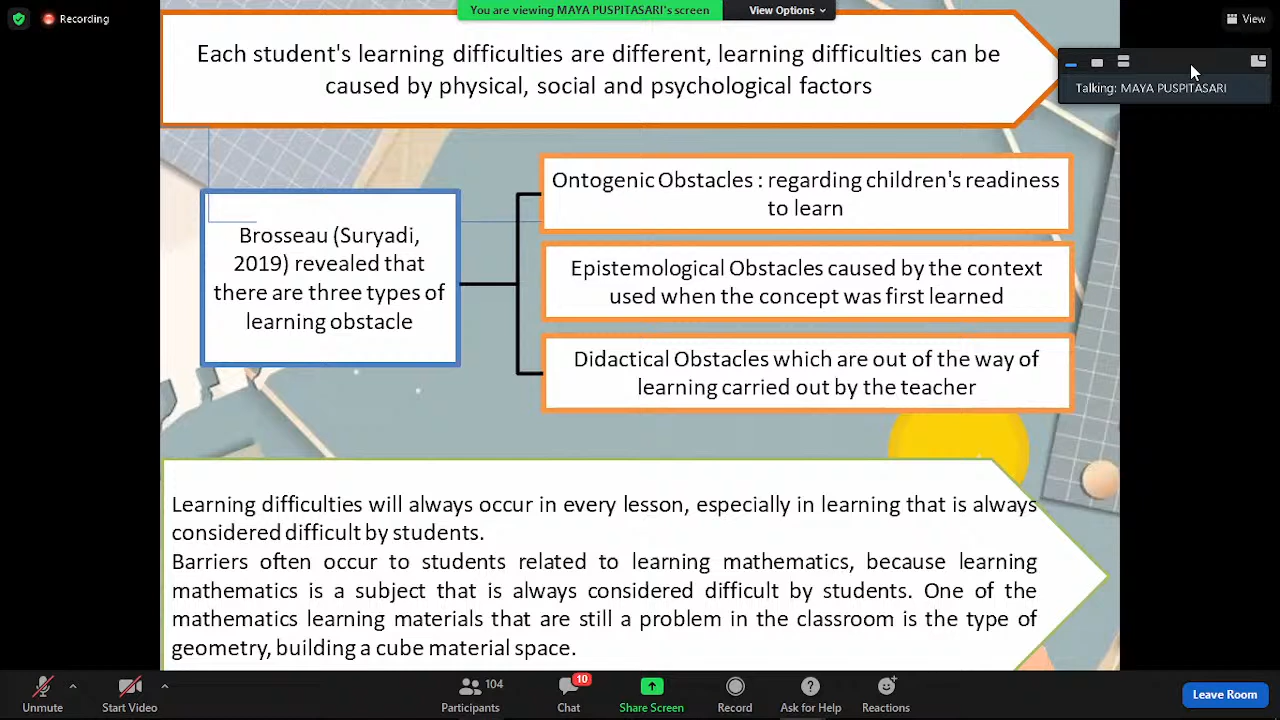 Recording
You are viewing MAYA PUSPITASARI's screen
View Options
View
Each student's learning difficulties are different, learning difficulties can be
caused by physical, social and psychological factors
Talking: MAYA PUSPITASARI
Brosseau (Suryadi,
2019) revealed that
there are three types of
learning obstacle
Ontogenic Obstacles : regarding children's readiness
to learn
Epistemological Obstacles caused by the context
used when the concept was first learned
Didactical Obstacles which are out of the way of
learning carried out by the teacher
Learning difficulties will always occur in every lesson, especially in learning that is always
considered difficult by students.
Barriers often occur to students related to learning mathematics, because learning
mathematics is a subject that is always considered difficult by students. One of the
mathematics learning materials that are still a problem in the classroom is the type of
geometry, building a cube material space.
Unmute
Start Video
104
Participants
10
Chat
Share Screen
Record
Ask for Help
Reactions
Leave Room